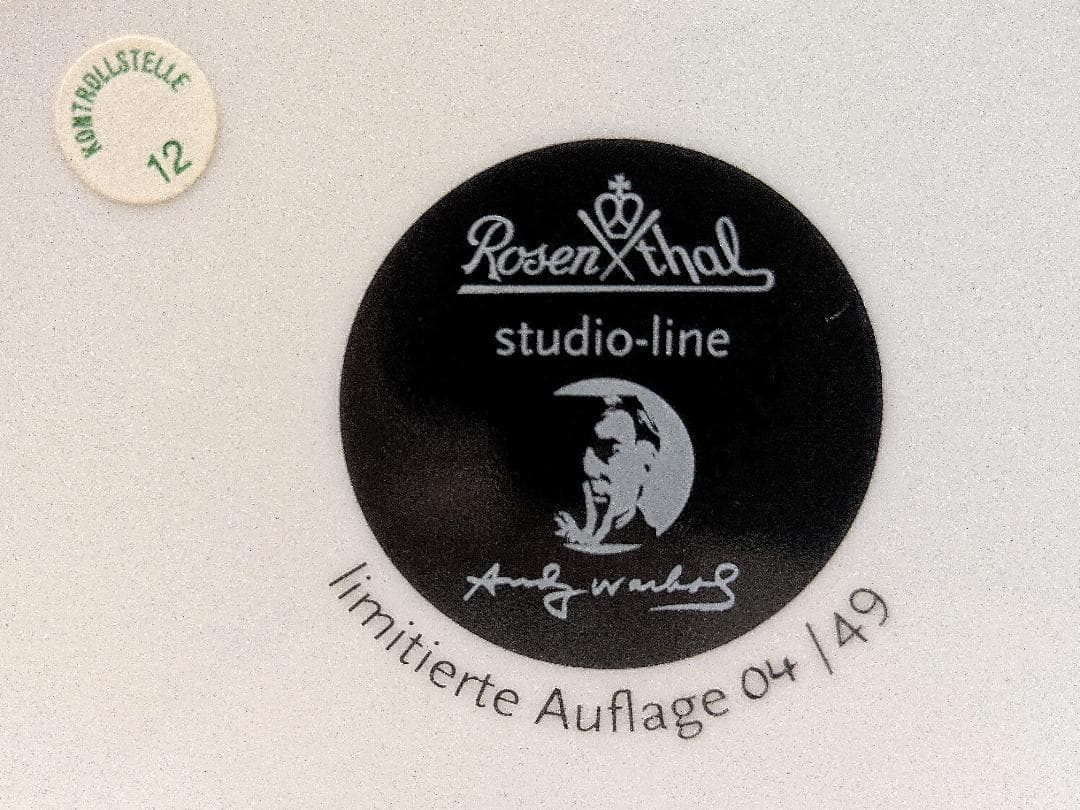 KONTROLLSTELLE
12
Rosenthal
studio-line
Andy Warhol
limitierte Auflage 04 / 49